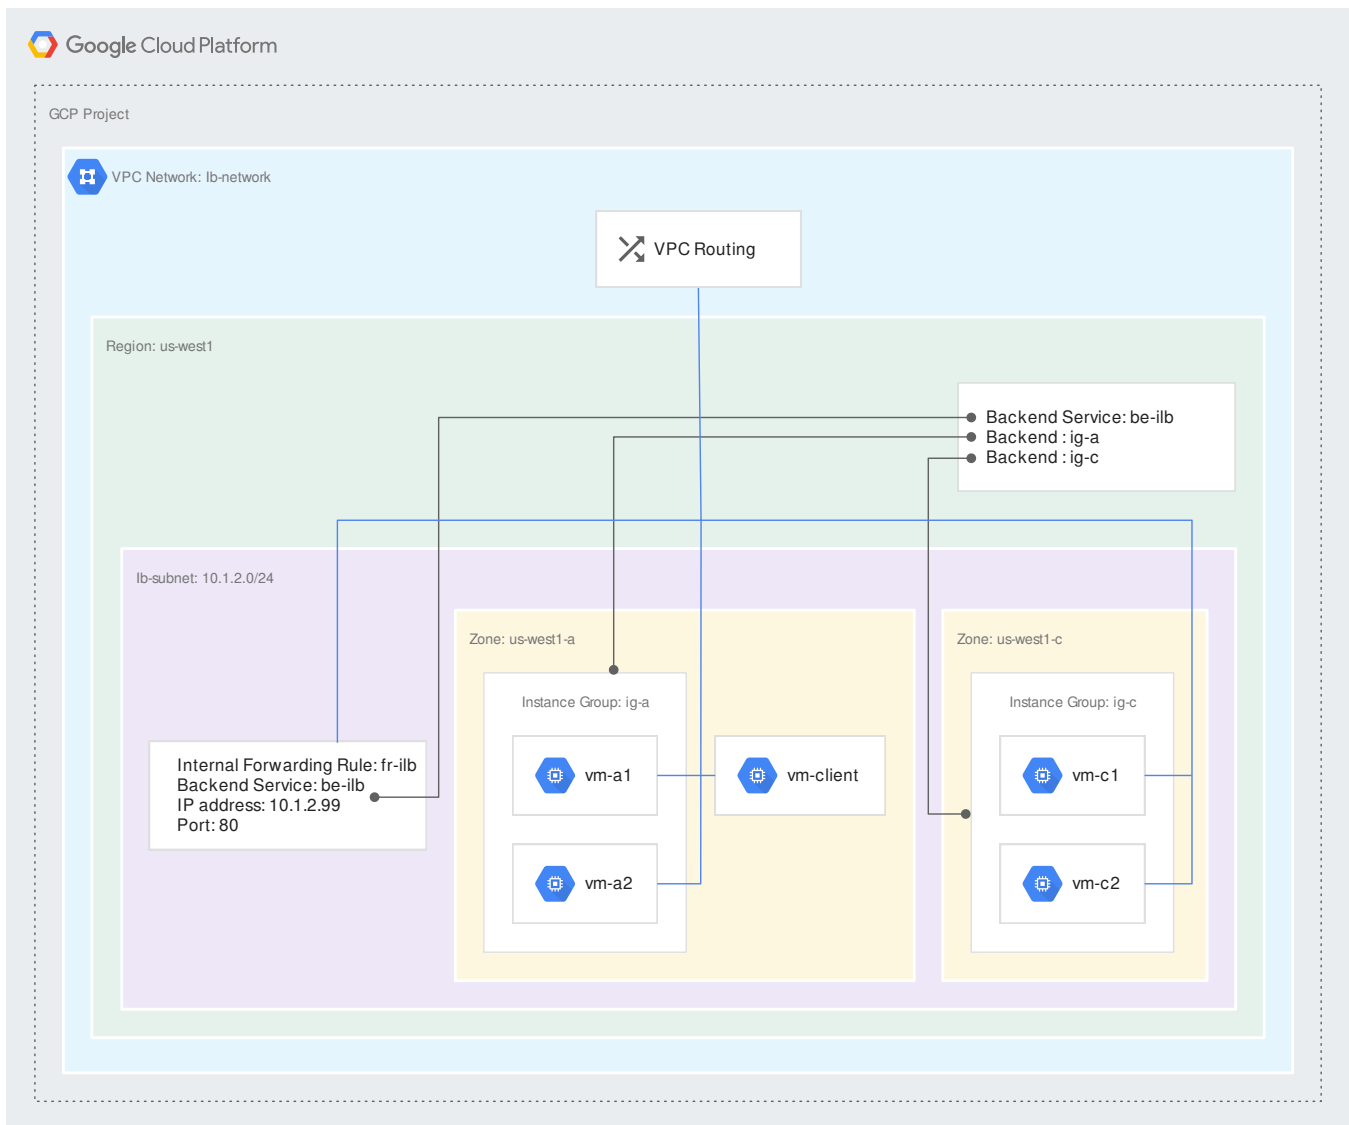 Google Cloud Platform
GCP Project
VPC Network: lb-network
VPC Routing
Region: us-west1
Backend Service: be-ilb
Backend : ig-a
Backend : ig-c
lb-subnet: 10.1.2.0/24
Zone: us-west1-a
Zone: us-west1-c
Instance Group: ig-a
Instance Group: ig-c
Internal Forwarding Rule: fr-ilb
Backend Service: be-ilb
IP address: 10.1.2.99
Port: 80
vm-a1
vm-client
vm-c1
vm-a2
vm-c2